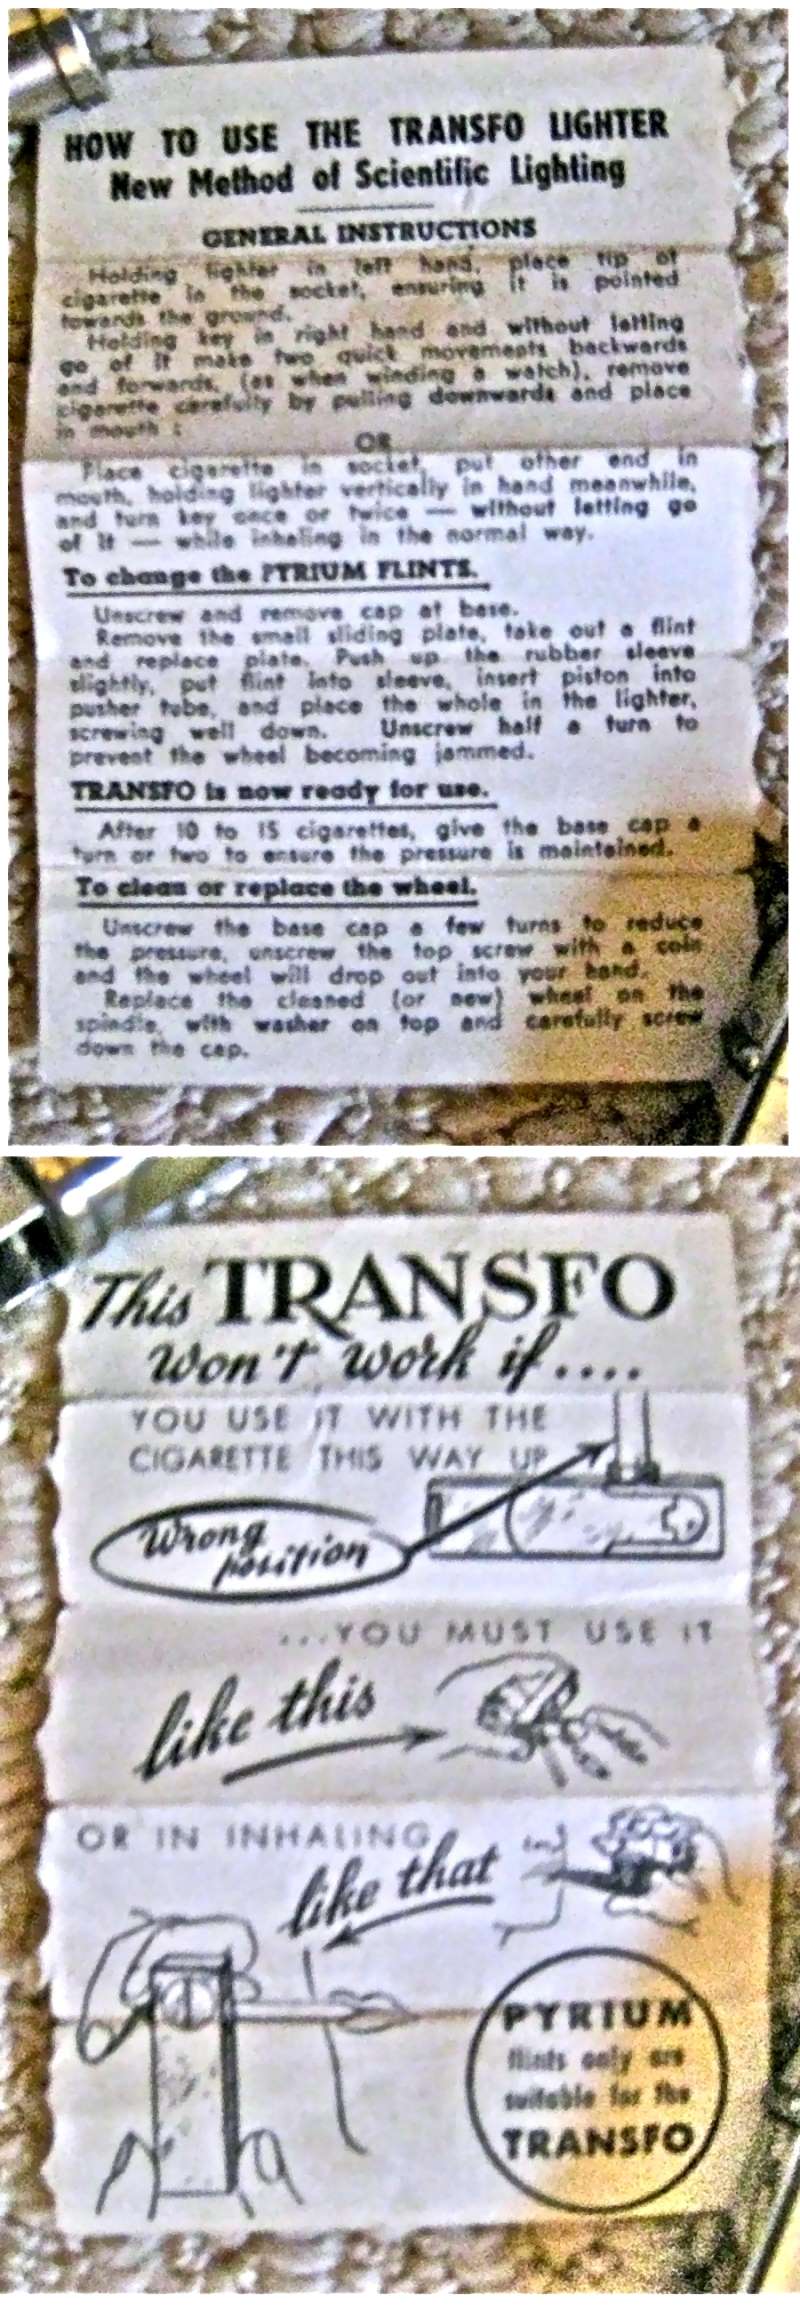 HOW TO USE THE TRANSFO LIGHTER
New Method of Scientific Lighting
GENERAL INSTRUCTIONS
Holding lighter in left hand, place tip of
cigarette in the socket, ensuring it is pointed
towards the ground.
Holding key in right hand and without letting
go of it make two quick movements backwards
and forwards, (as when winding a watch), remove
cigarette carefully by pulling downwards and place
in mouth :
OR
Place cigarette in socket, put other end in
mouth, holding lighter vertically in hand meanwhile,
and turn key once or twice — without letting go
of it — while inhaling in the normal way.
To change the PYRIUM FLINTS.
Unscrew and remove cap at base.
Remove the small sliding plate, take out a flint
and replace plate. Push up the rubber sleeve
slightly, put flint into sleeve, insert piston into
pusher tube, and place the whole in the lighter,
screwing well down. Unscrew half a turn to
prevent the wheel becoming jammed.
TRANSFO is now ready for use.
After 10 to 15 cigarettes, give the base cap a
turn or two to ensure the pressure is maintained.
To clean or replace the wheel.
Unscrew the base cap a few turns to reduce
the pressure, unscrew the top screw with a coin
and the wheel will drop out into your hand.
Replace the cleaned (or new) wheel on the
spindle, with washer on top and carefully screw
down the cap.
This TRANSFO
Won't work if....
YOU USE IT WITH THE
CIGARETTE THIS WAY UP
Wrong
position
...YOU MUST USE IT
like this
OR IN INHALING
like that
PYRIUM
flints only are
suitable for the
TRANSFO